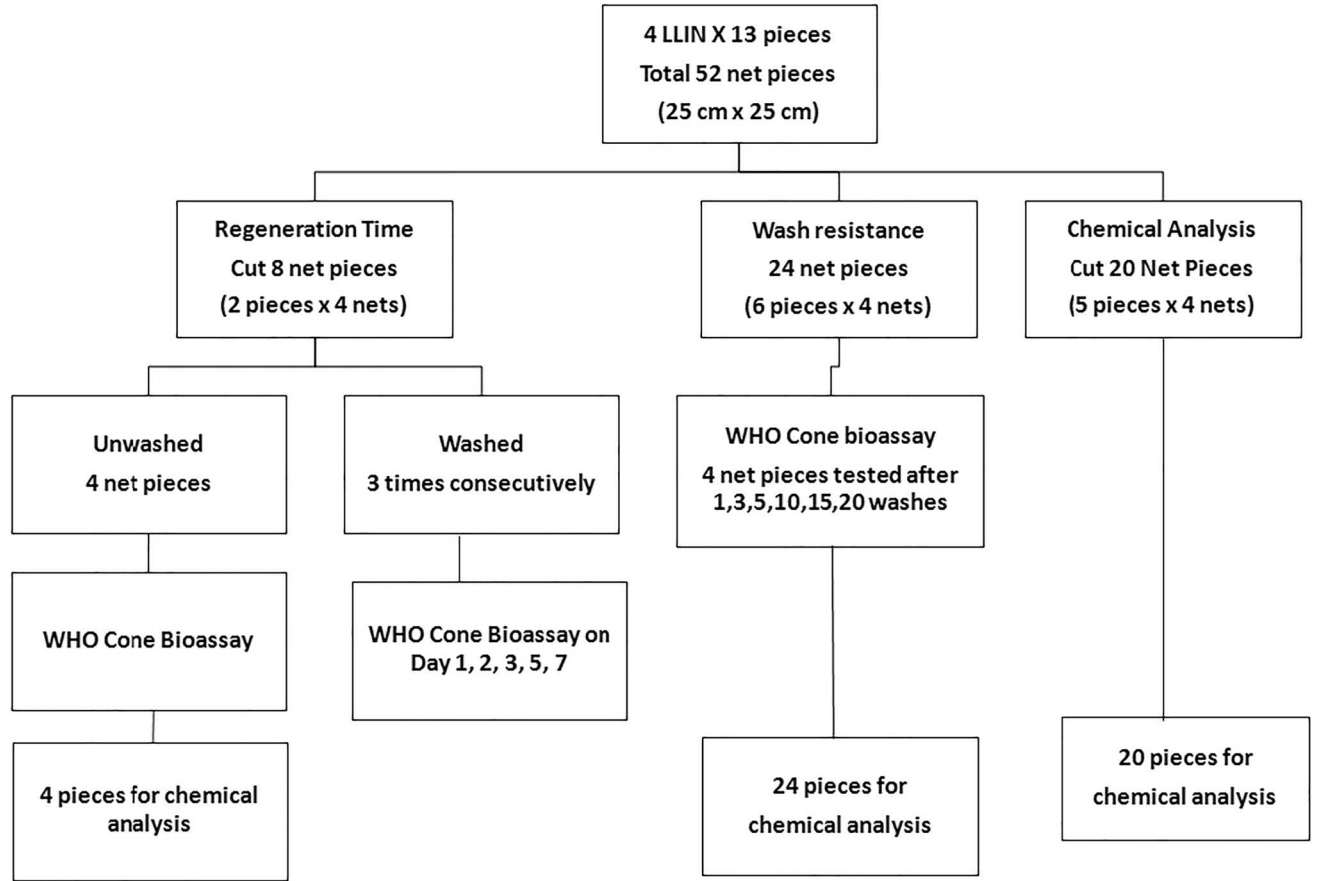 4 LLIN X 13 pieces
Total 52 net pieces
(25 cm x 25 cm)
Regeneration Time
Cut 8 net pieces
(2 pieces x 4 nets)
Wash resistance
24 net pieces
(6 pieces x 4 nets)
Chemical Analysis
Cut 20 Net Pieces
(5 pieces x 4 nets)
Unwashed
4 net pieces
Washed
3 times consecutively
WHO Cone bioassay
4 net pieces tested after
1,3,5,10,15,20 washes
WHO Cone Bioassay
WHO Cone Bioassay on
Day 1, 2, 3, 5, 7
4 pieces for chemical
analysis
24 pieces for
chemical analysis
20 pieces for
chemical analysis